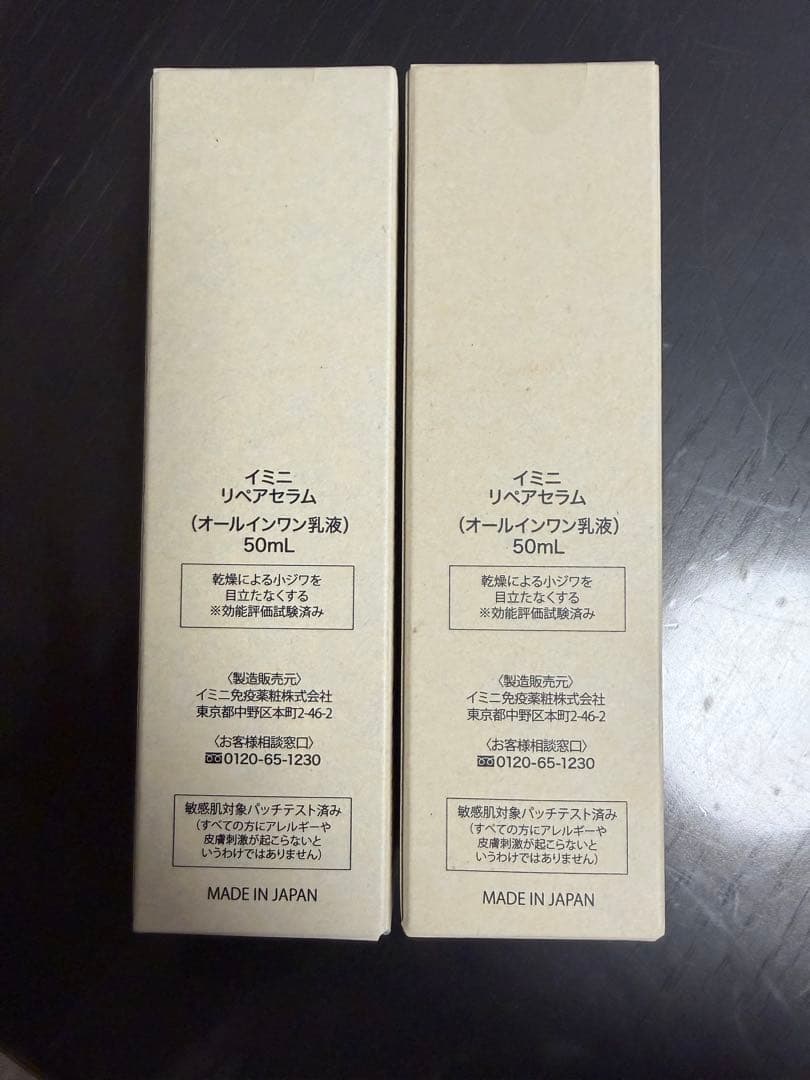 イミニ
リペアセラム
（オールインワン乳液）
50mL
乾燥による小ジワを
目立たなくする
※効能評価試験済み
〈製造販売元〉
イミニ免疫薬粧株式会社
東京都中野区本町2-46-2
〈お客様相談窓口〉
0120-65-1230
敏感肌対象パッチテスト済み
（すべての方にアレルギーや
皮膚刺激が起こらないと
いうわけではありません）
MADE IN JAPAN
イミニ
リペアセラム
（オールインワン乳液）
50mL
乾燥による小ジワを
目立たなくする
※効能評価試験済み
〈製造販売元〉
イミニ免疫薬粧株式会社
東京都中野区本町2-46-2
〈お客様相談窓口〉
0120-65-1230
敏感肌対象パッチテスト済み
（すべての方にアレルギーや
皮膚刺激が起こらないと
いうわけではありません）
MADE IN JAPAN